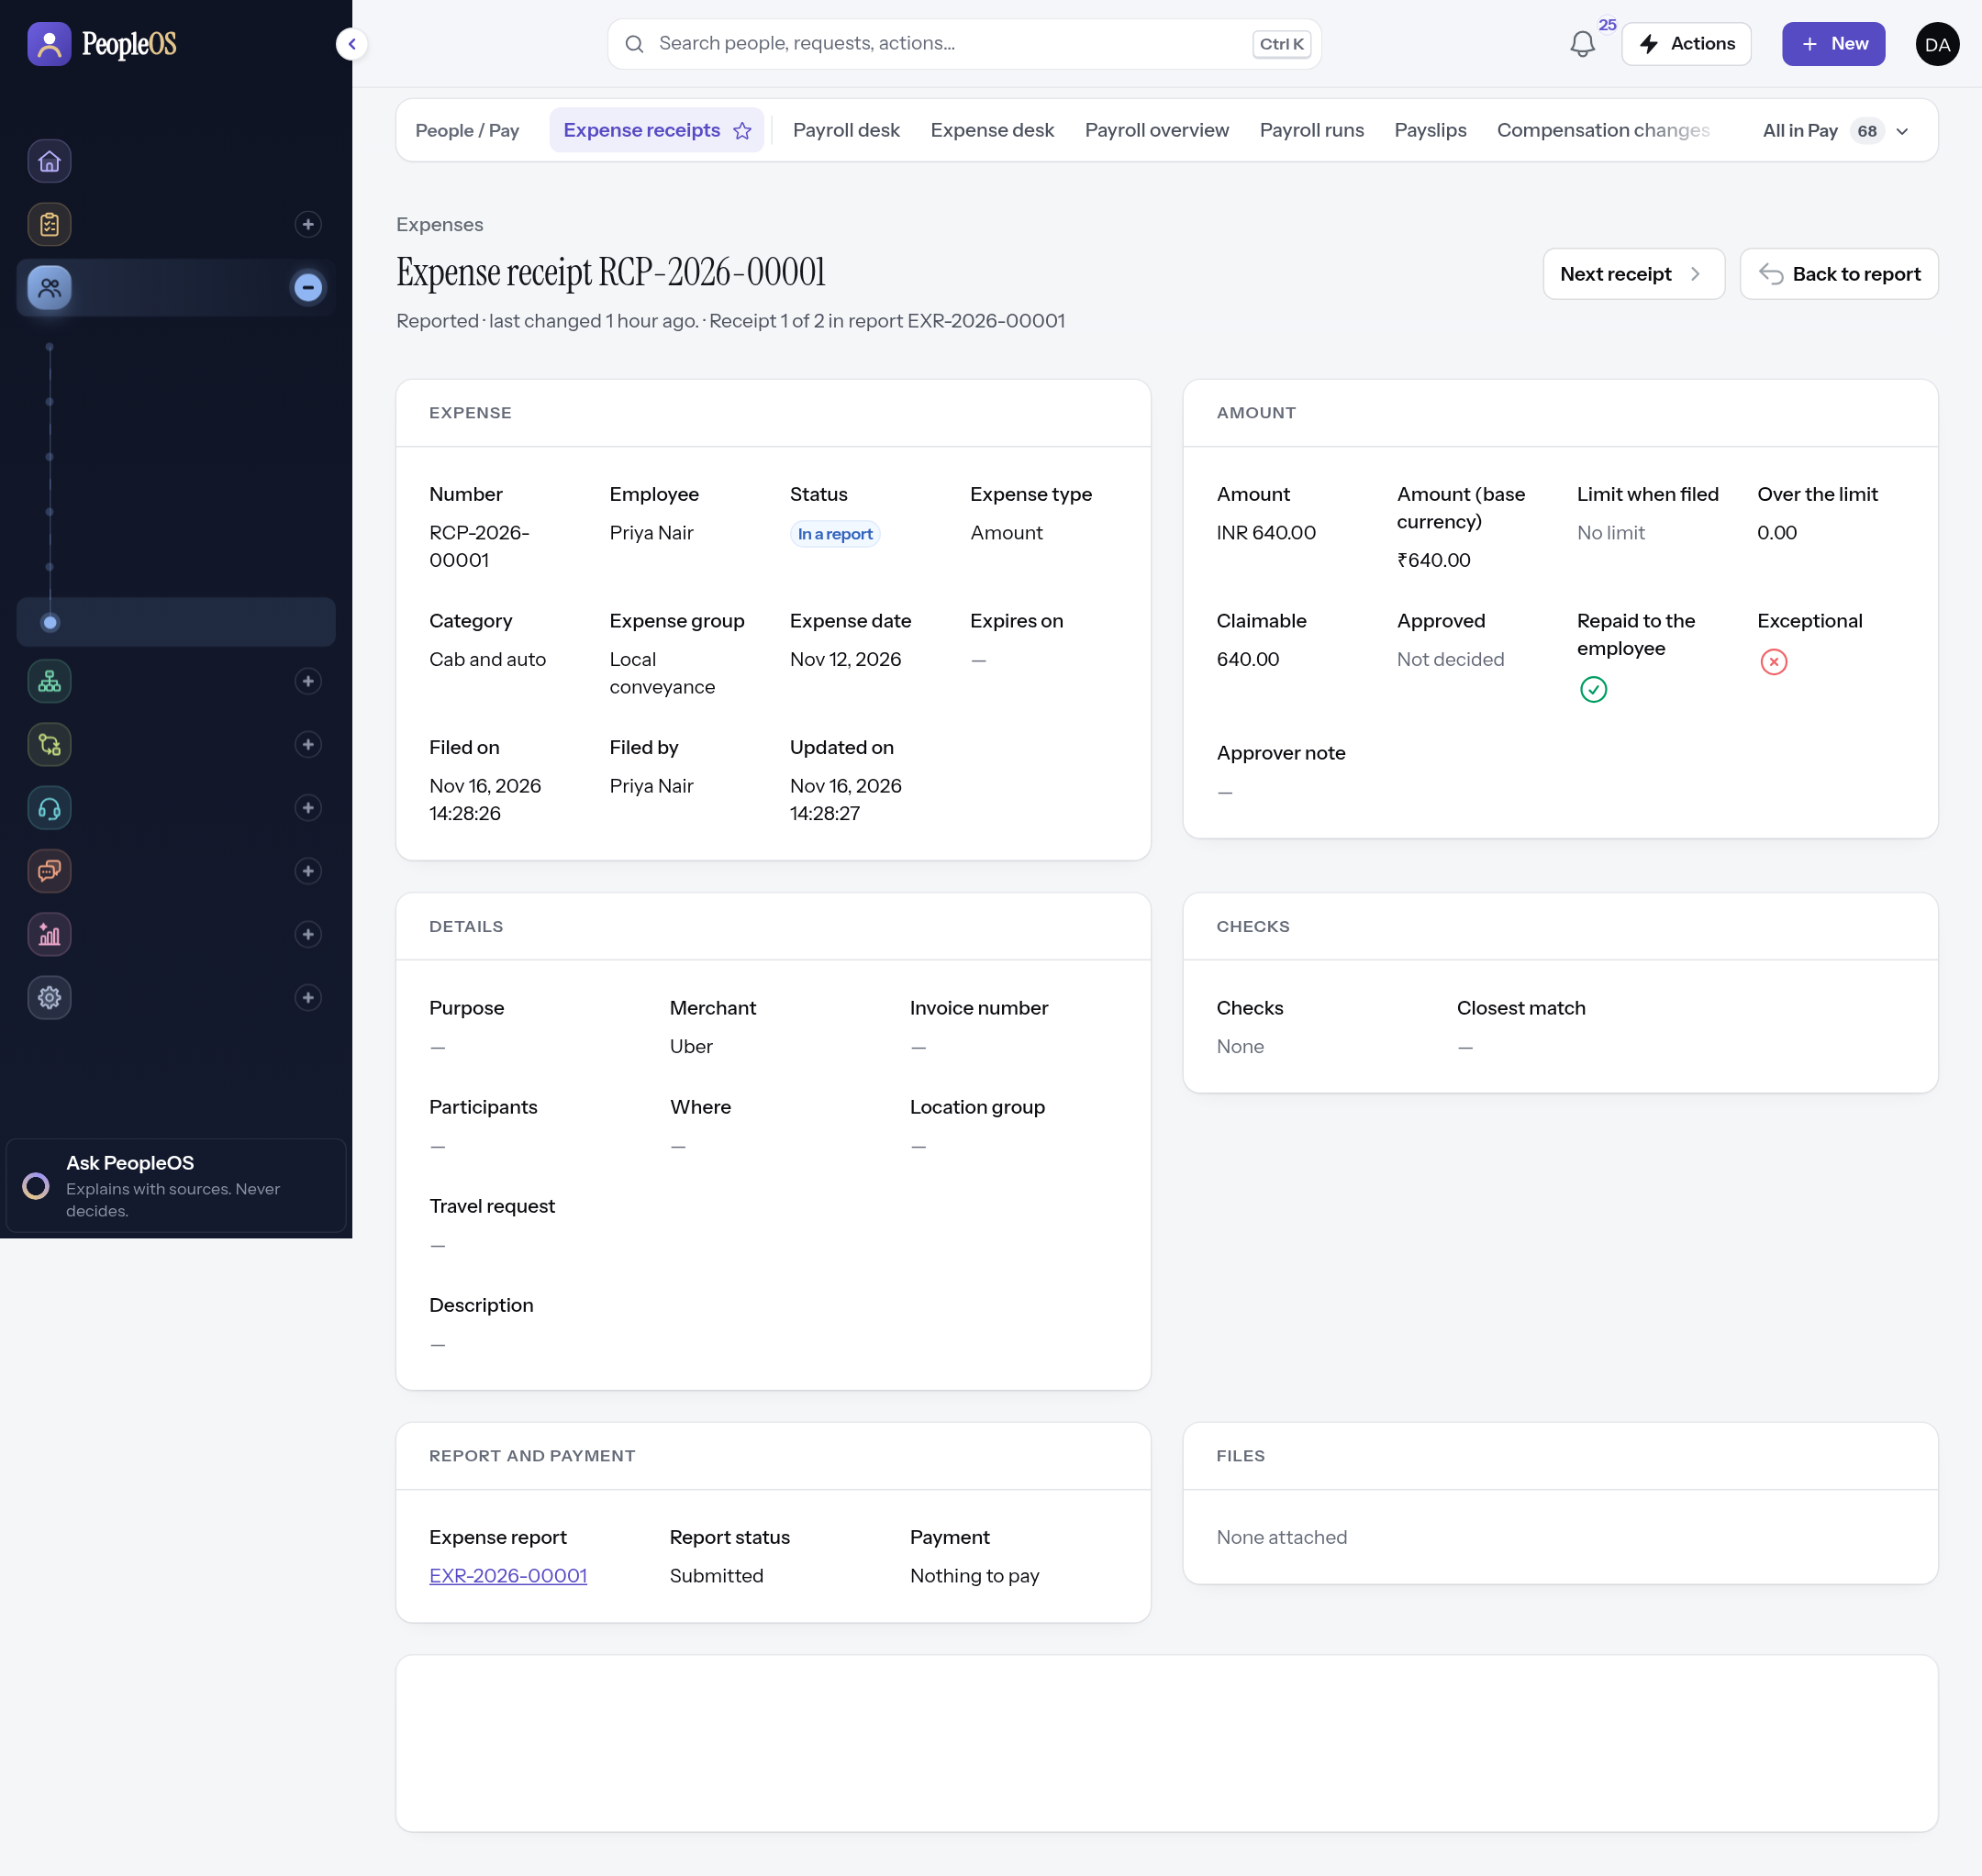 PeopleOS
Search people, requests, actions...
Ctrl K
25
Actions
New
DA
People / Pay
Expense receipts
Payroll desk
Expense desk
Payroll overview
Payroll runs
Payslips
Compensation changes
All in Pay 68
Expenses
Expense receipt RCP-2026-00001
Reported · last changed 1 hour ago. · Receipt 1 of 2 in report EXR-2026-00001
Next receipt
Back to report
EXPENSE
Number
RCP-2026-
00001
Employee
Priya Nair
Status
In a report
Expense type
Amount
Category
Cab and auto
Expense group
Local
conveyance
Expense date
Nov 12, 2026
Expires on
—
Filed on
Nov 16, 2026
14:28:26
Filed by
Priya Nair
Updated on
Nov 16, 2026
14:28:27
AMOUNT
Amount
INR 640.00
Amount (base
currency)
₹640.00
Limit when filed
No limit
Over the limit
0.00
Claimable
640.00
Approved
Not decided
Repaid to the
employee
Exceptional
Approver note
—
DETAILS
Purpose
—
Merchant
Uber
Invoice number
—
Participants
—
Where
—
Location group
—
Travel request
—
Description
—
CHECKS
Checks
None
Closest match
—
REPORT AND PAYMENT
Expense report
EXR-2026-00001
Report status
Submitted
Payment
Nothing to pay
FILES
None attached
Ask PeopleOS
Explains with sources. Never
decides.